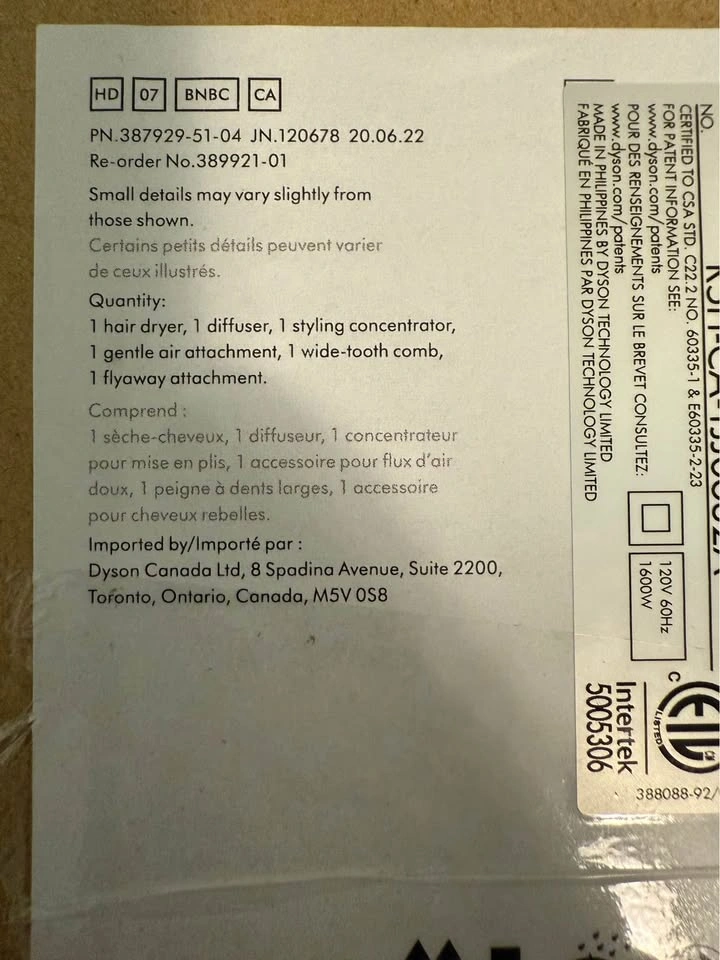 HD 07 BNBC CA
PN.387929-51-04 JN.120678 20.06.22
Re-order No.389921-01
Small details may vary slightly from
those shown.
Certains petits détails peuvent varier
de ceux illustrés.
Quantity:
1 hair dryer, 1 diffuser, 1 styling concentrator,
1 gentle air attachment, 1 wide-tooth comb,
1 flyaway attachment.
Comprend :
1 sèche-cheveux, 1 diffuseur, 1 concentrateur
pour mise en plis, 1 accessoire pour flux d'air
doux, 1 peigne à dents larges, 1 accessoire
pour cheveux rebelles.
Imported by/Importé par :
Dyson Canada Ltd, 8 Spadina Avenue, Suite 2200,
Toronto, Ontario, Canada, M5V 0S8
NO.
CERTIFIED TO CSA STD. C22.2 NO. 60335-1 & E60335-2-23
FOR PATENT INFORMATION SEE:
www.dyson.com/patents
POUR DES RENSEIGNEMENTS SUR LE BREVET CONSULTEZ:
www.dyson.com/patents
MADE IN PHILIPPINES BY DYSON TECHNOLOGY LIMITED
FABRIQUÉ EN PHILIPPINES PAR DYSON TECHNOLOGY LIMITED
120V 60Hz
1600W
C
LISTED
Intertek
5005306
388088-92/